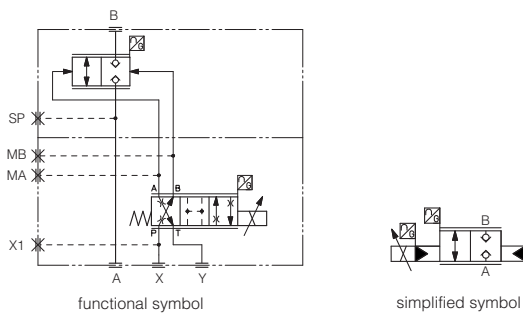 B
G
SP
MB
MA
A B
G
P T
X1
A X Y
functional symbol
G
G
B
A
simplified symbol